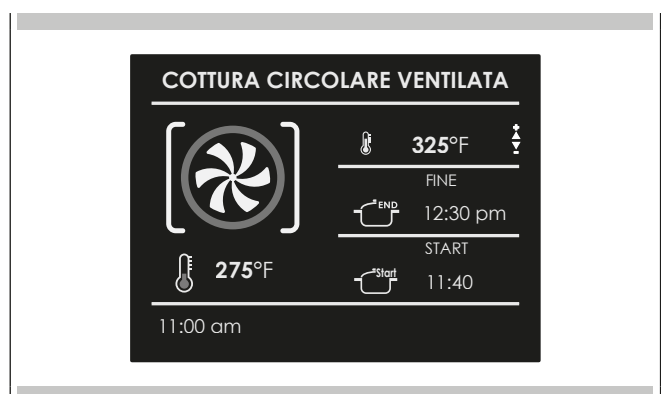 COTTURA CIRCOLARE VENTILATA
325°F
FINE
END
12:30 pm
START
Start
11:40
275°F
11:00 am